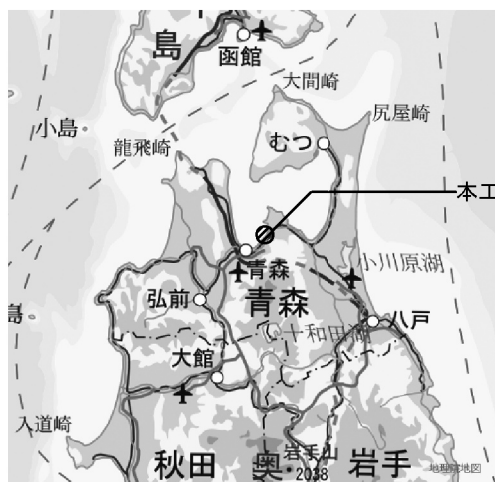 島
函館
大間崎
尻屋崎
小島
むつ
龍飛崎
本工
青森
小川原湖
弘前
青森
島
八戸
十和田湖
大館
入道崎
岩手山
2038
秋田
奥
岩手
地理院地図